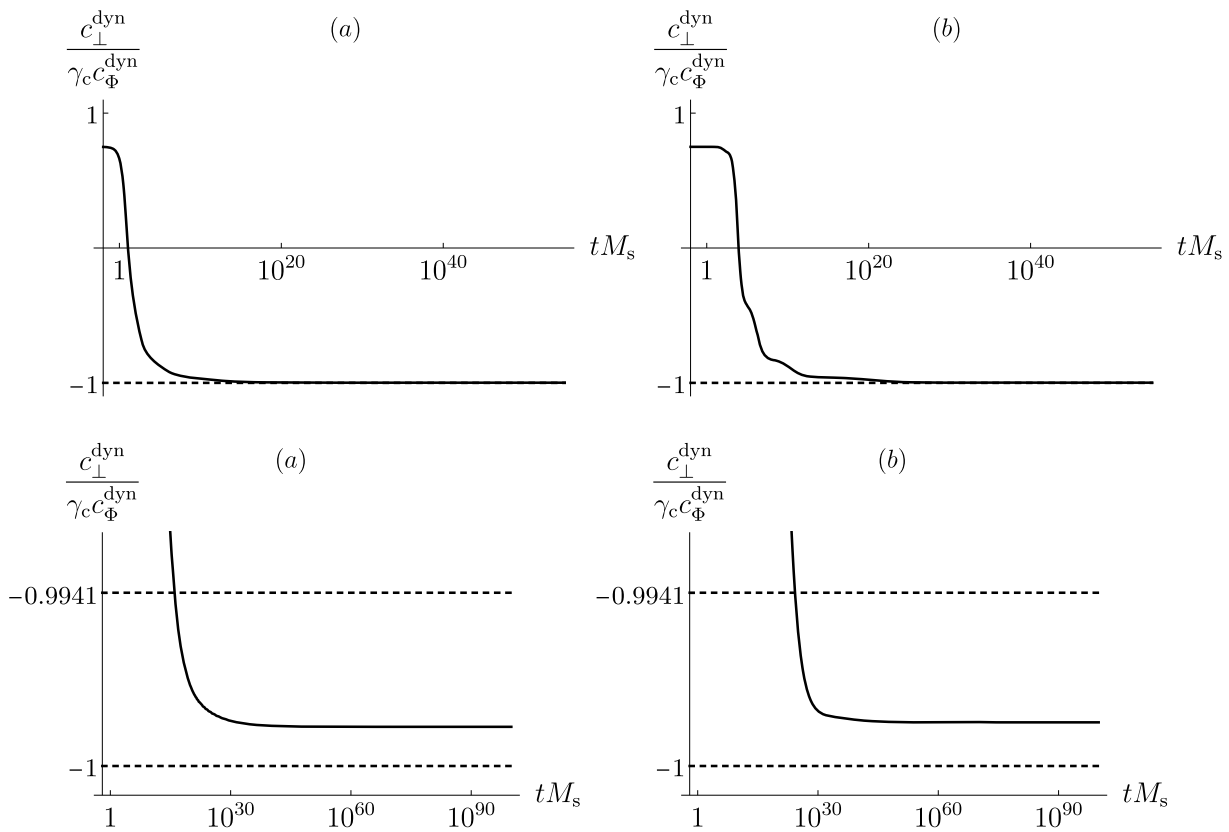 c_⊥^dyn / γ_c c_Φ^dyn
(a)
1
tM_s
1 10^20 10^40
−1
c_⊥^dyn / γ_c c_Φ^dyn
(b)
1
tM_s
1 10^20 10^40
−1
c_⊥^dyn / γ_c c_Φ^dyn
(a)
−0.9941
−1
tM_s
1 10^30 10^60 10^90
c_⊥^dyn / γ_c c_Φ^dyn
(b)
−0.9941
−1
tM_s
1 10^30 10^60 10^90